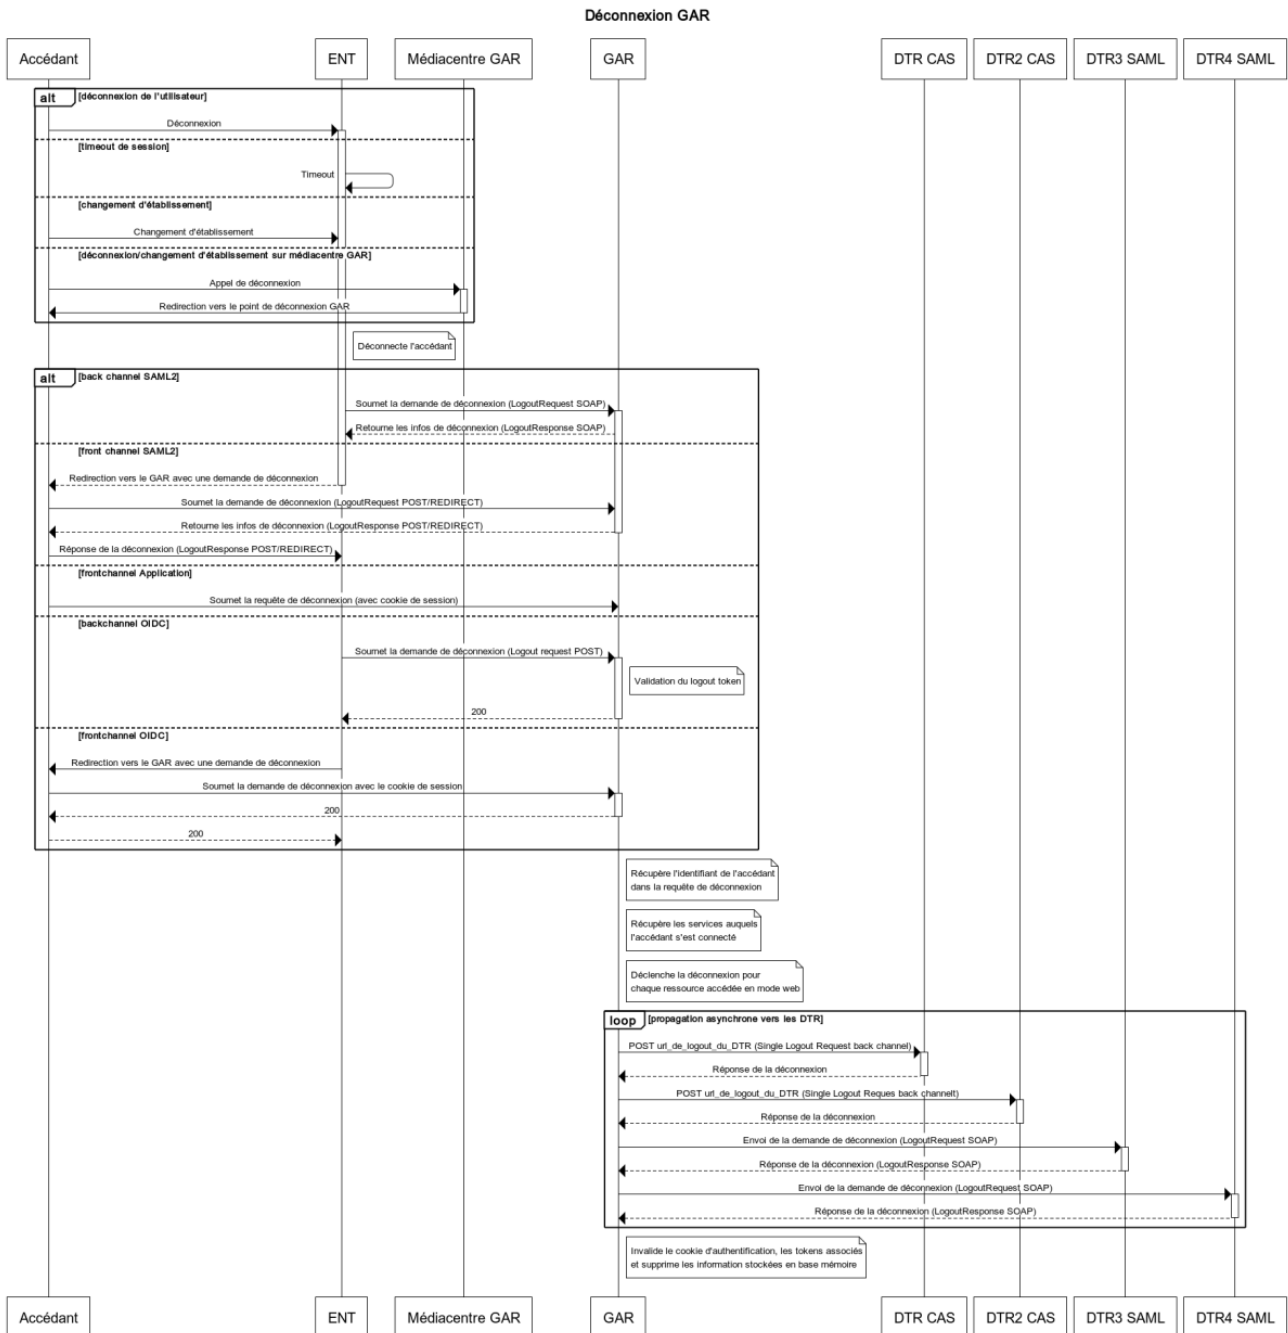 Déconnexion GAR
Accédant
ENT
Médiacentre GAR
GAR
DTR CAS
DTR2 CAS
DTR3 SAML
DTR4 SAML
alt [déconnexion de l'utilisateur]
Déconnexion
[timeout de session]
Timeout
[changement d'établissement]
Changement d'établissement
[déconnexion/changement d'établissement sur médiacentre GAR]
Appel de déconnexion
Redirection vers le point de déconnexion GAR
Déconnecte l'accédant
alt [back channel SAML2]
Soumet la demande de déconnexion (LogoutRequest SOAP)
Retourne les infos de déconnexion (LogoutResponse SOAP)
[front channel SAML2]
Redirection vers le GAR avec une demande de déconnexion
Soumet la demande de déconnexion (LogoutRequest POST/REDIRECT)
Retourne les infos de déconnexion (LogoutResponse POST/REDIRECT)
Réponse de la déconnexion (LogoutResponse POST/REDIRECT)
[frontchannel Application]
Soumet la requête de déconnexion (avec cookie de session)
[backchannel OIDC]
Soumet la demande de déconnexion (Logout request POST)
Validation du logout token
200
[frontchannel OIDC]
Redirection vers le GAR avec une demande de déconnexion
Soumet la demande de déconnexion avec le cookie de session
200
200
Récupère l'identifiant de l'accédant
dans la requête de déconnexion
Récupère les services auquels
l'accédant s'est connecté
Déclenche la déconnexion pour
chaque ressource accédée en mode web
loop [propagation asynchrone vers les DTR]
POST url_de_logout_du_DTR (Single Logout Request back channel)
Réponse de la déconnexion
POST url_de_logout_du_DTR (Single Logout Reques back channelt)
Réponse de la déconnexion
Envoi de la demande de déconnexion (LogoutRequest SOAP)
Réponse de la déconnexion (LogoutResponse SOAP)
Envoi de la demande de déconnexion (LogoutRequest SOAP)
Réponse de la déconnexion (LogoutResponse SOAP)
Invalide le cookie d'authentification, les tokens associés
et supprime les information stockées en base mémoire
Accédant
ENT
Médiacentre GAR
GAR
DTR CAS
DTR2 CAS
DTR3 SAML
DTR4 SAML